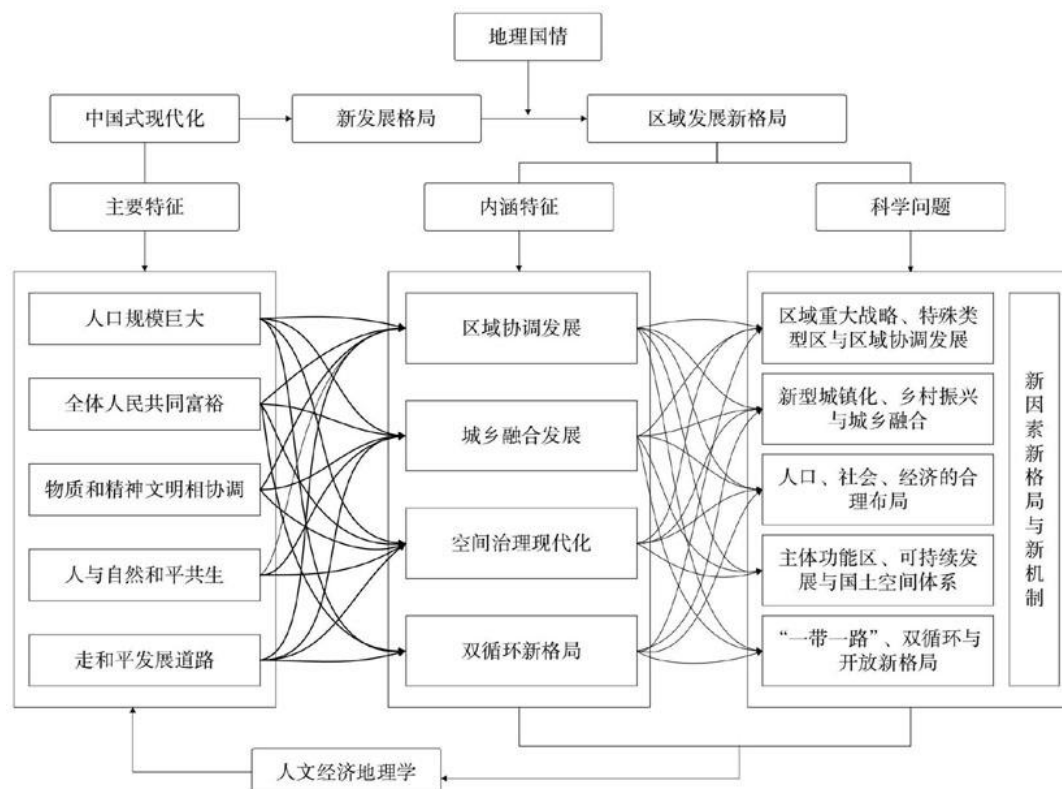 地理国情
中国式现代化
新发展格局
区域发展新格局
主要特征
内涵特征
科学问题
人口规模巨大
全体人民共同富裕
物质和精神文明相协调
人与自然和平共生
走和平发展道路
区域协调发展
城乡融合发展
空间治理现代化
双循环新格局
区域重大战略、特殊类
型区与区域协调发展
新型城镇化、乡村振兴
与城乡融合
人口、社会、经济的合
理布局
主体功能区、可持续发
展与国土空间体系
“一带一路”、双循环与
开放新格局
新因素新格局与新机制
人文经济地理学